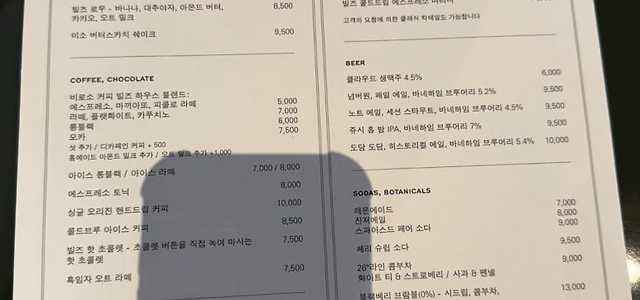 빌즈 로우 - 바나나, 대추야자, 아몬드 버터, 8,500
카카오, 오트 밀크
미소 버터스카치 쉐이크 9,500
COFFEE, CHOCOLATE
비로소 커피 빌즈 하우스 블렌드:
에스프레소, 마끼아또, 피콜로 라떼 5,000
라떼, 플랫화이트, 카푸치노 7,000
롱블랙 6,000
모카 7,500
샷 추가 / 디카페인 커피 + 500
홈메이드 아몬드 밀크 추가 / 오트 밀크 추가 +1,000
아이스 롱블랙 / 아이스 라떼 7,000 / 8,000
에스프레소 토닉 8,000
싱글 오리진 핸드드립 커피 10,000
콜드브루 아이스 커피 8,500
빌즈 핫 초콜렛 - 초콜렛 버튼을 직접 녹여 마시는 7,500
핫 초콜렛
흑임자 오트 라떼 7,500
빌즈 콜드드립 에스프레소 마티니
고객의 요청에 의한 클래식 칵테일도 가능합니다
BEER
클라우드 생맥주 4.5% 6,000
넘버원, 페일 에일, 바네하임 브루어리 5.2% 9,500
노트 에일, 세션 스타우트, 바네하임 브루어리 4.5% 9,500
쥬시 홉 밤 IPA, 바네하임 브루어리 7% 9,500
도담 도담, 히스토리컬 에일, 바네하임 브루어리 5.4% 10,000
SODAS, BOTANICALS
레몬에이드 7,000
진저에일 8,000
스파이스드 페어 소다 9,000
체리 슈럽 소다 9,500
26°라인 콤부차 9,000
화이트 티 & 스트로베리 / 사과 & 펜넬
블랙베리 브람블(0%) - 시드립, 콤부차, 13,000